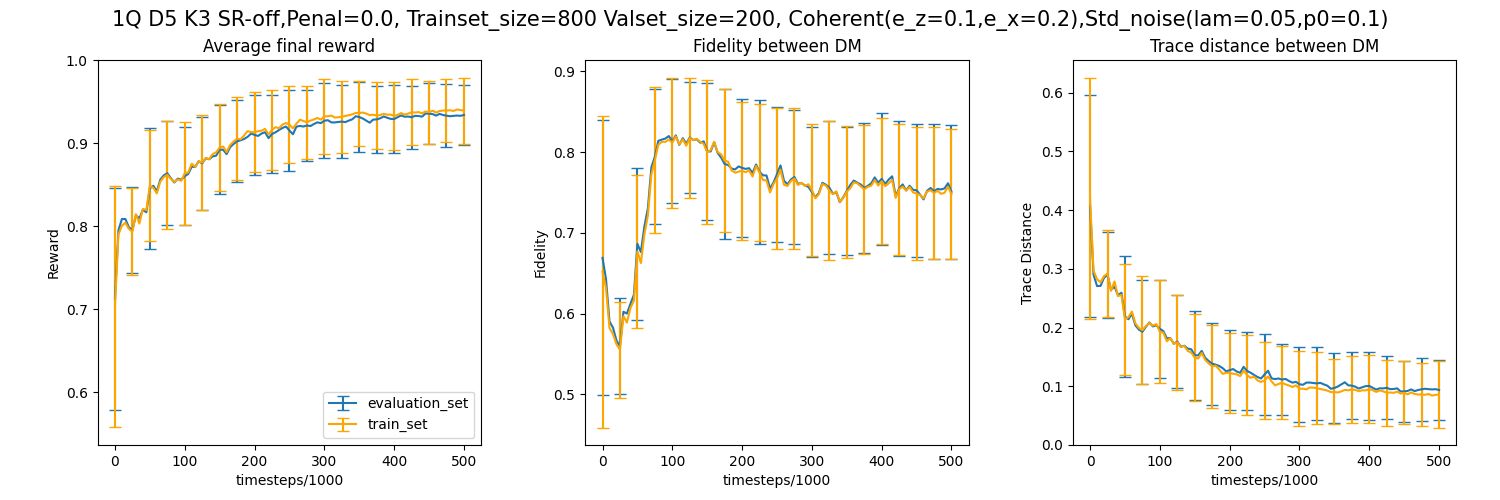 1Q D5 K3 SR-off,Penal=0.0, Trainset_size=800 Valset_size=200, Coherent(e_z=0.1,e_x=0.2),Std_noise(lam=0.05,p0=0.1)
Average final reward
Reward
1.0
0.9
0.8
0.7
0.6
0 100 200 300 400 500
timesteps/1000
evaluation_set
train_set
Fidelity between DM
Fidelity
0.9
0.8
0.7
0.6
0.5
0 100 200 300 400 500
timesteps/1000
Trace distance between DM
Trace Distance
0.6
0.5
0.4
0.3
0.2
0.1
0.0
0 100 200 300 400 500
timesteps/1000